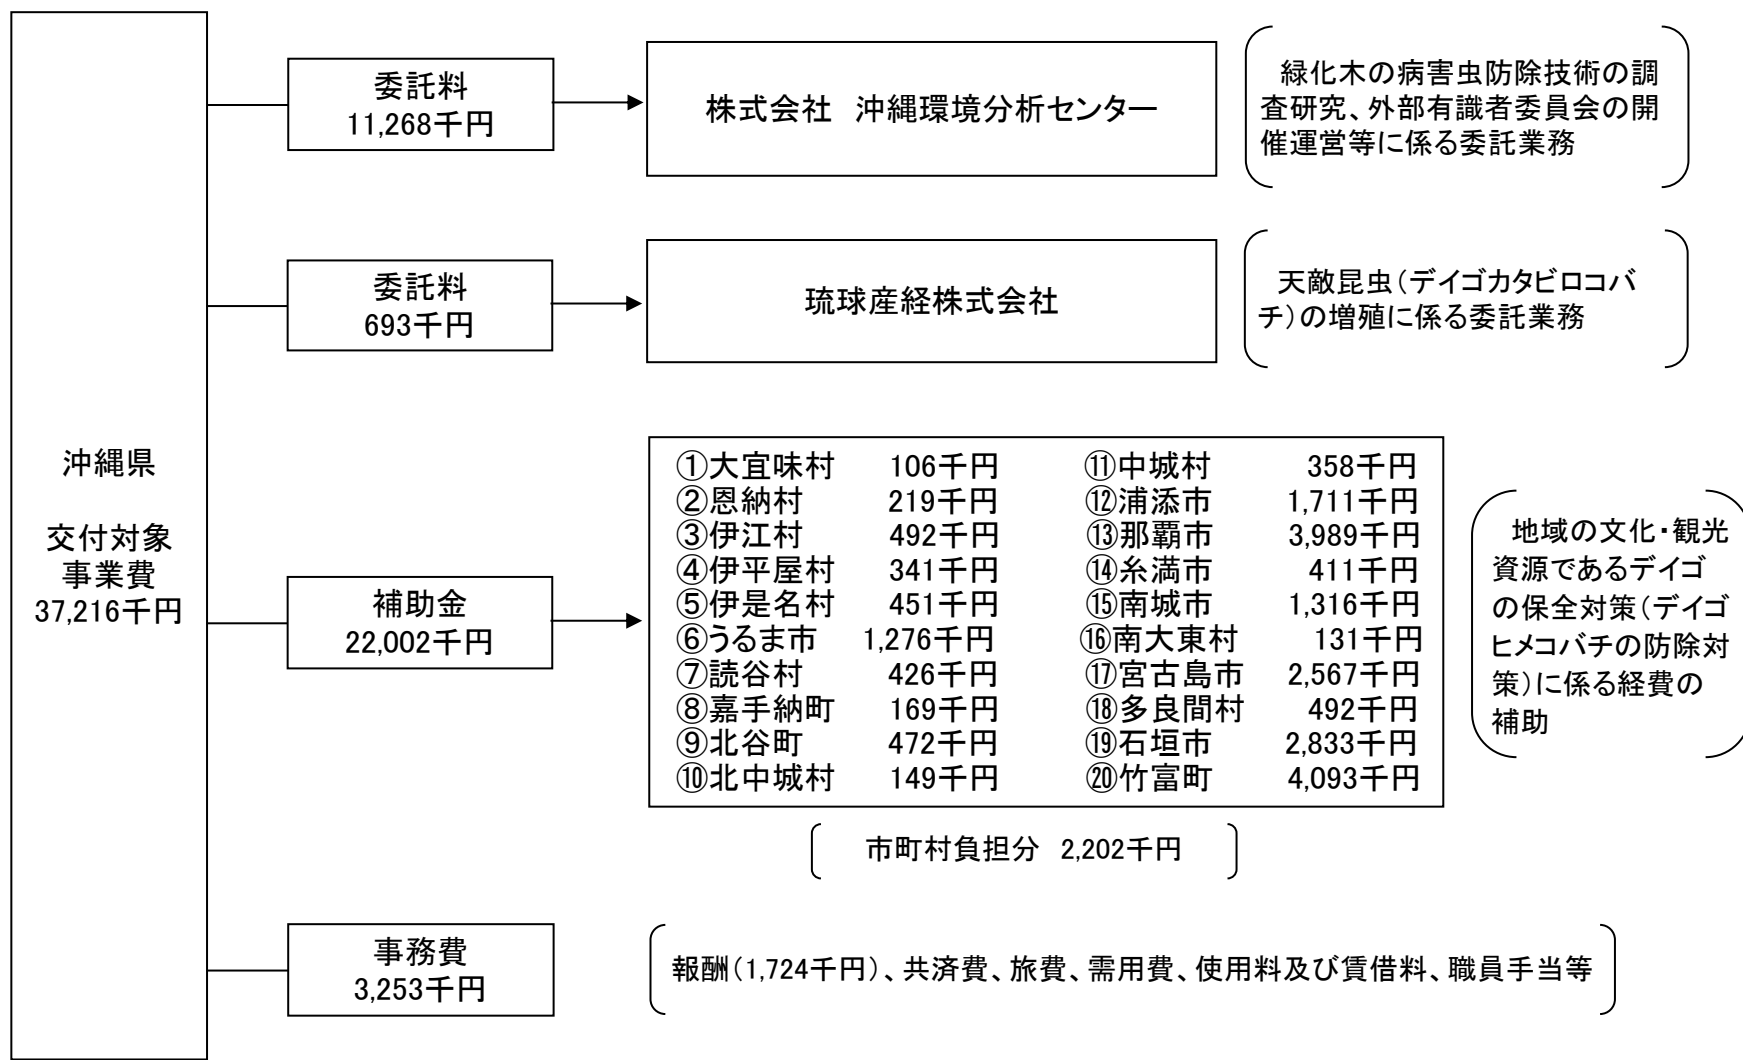 沖縄県
交付対象
事業費
37,216千円
委託料
11,268千円
株式会社　沖縄環境分析センター
緑化木の病害虫防除技術の調
査研究、外部有識者委員会の開
催運営等に係る委託業務
委託料
693千円
琉球産経株式会社
天敵昆虫（デイゴカタビロコバ
チ）の増殖に係る委託業務
補助金
22,002千円
①大宜味村　106千円
②恩納村　219千円
③伊江村　492千円
④伊平屋村　341千円
⑤伊是名村　451千円
⑥うるま市　1,276千円
⑦読谷村　426千円
⑧嘉手納町　169千円
⑨北谷町　472千円
⑩北中城村　149千円
⑪中城村　358千円
⑫浦添市　1,711千円
⑬那覇市　3,989千円
⑭糸満市　411千円
⑮南城市　1,316千円
⑯南大東村　131千円
⑰宮古島市　2,567千円
⑱多良間村　492千円
⑲石垣市　2,833千円
⑳竹富町　4,093千円
地域の文化・観光
資源であるデイゴ
の保全対策（デイゴ
ヒメコバチの防除対
策）に係る経費の
補助
市町村負担分　2,202千円
事務費
3,253千円
報酬（1,724千円）、共済費、旅費、需用費、使用料及び賃借料、職員手当等